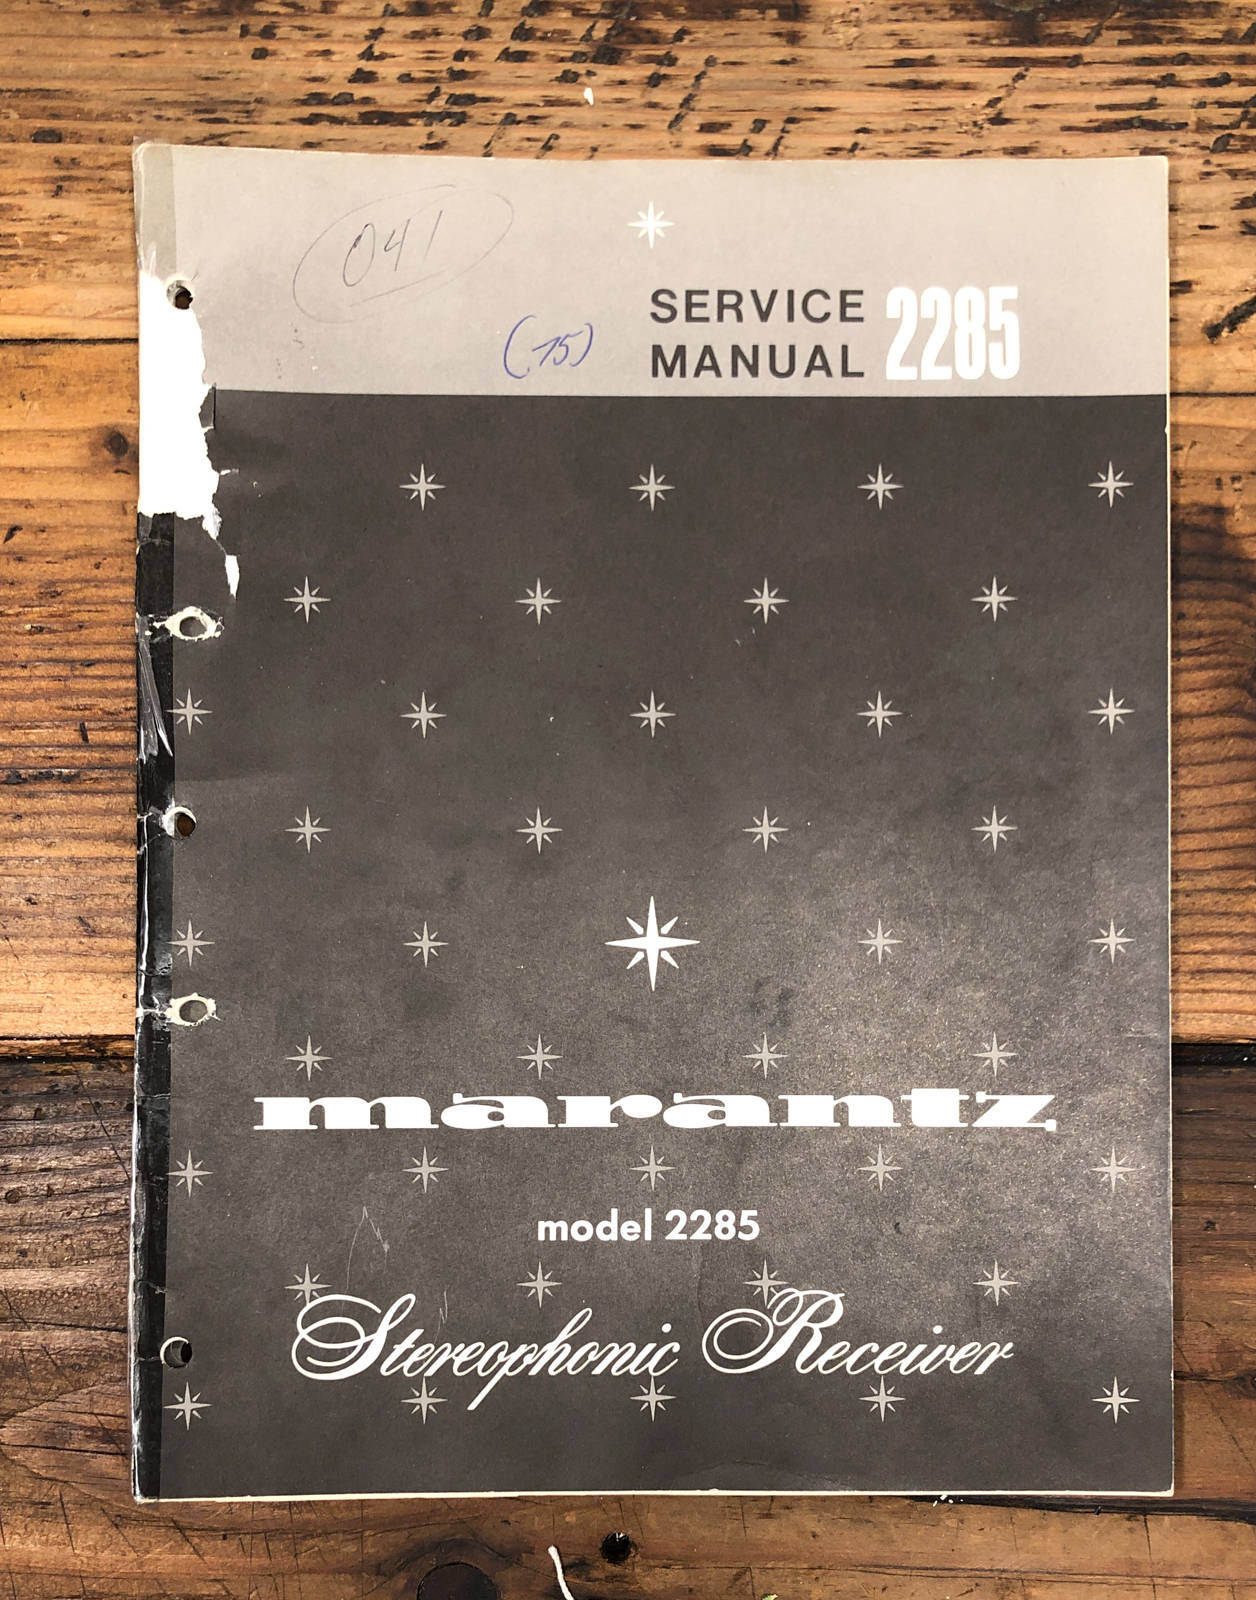 041
(75)
SERVICE
MANUAL 2285
marantz
model 2285
Stereophonic Receiver